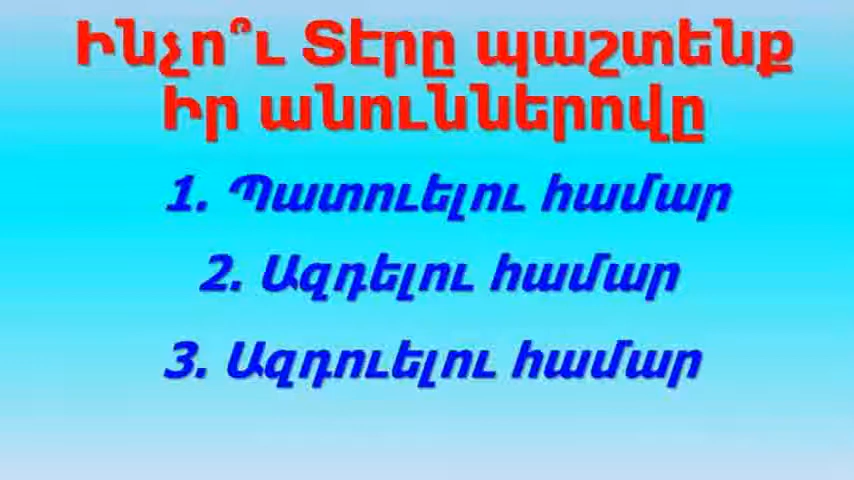 Ինչո՞ւ Տէրը պաշտենք
Իր անուններովը
1. Պատուելու համար
2. Ազդելու համար
3. Ազդուելու համար